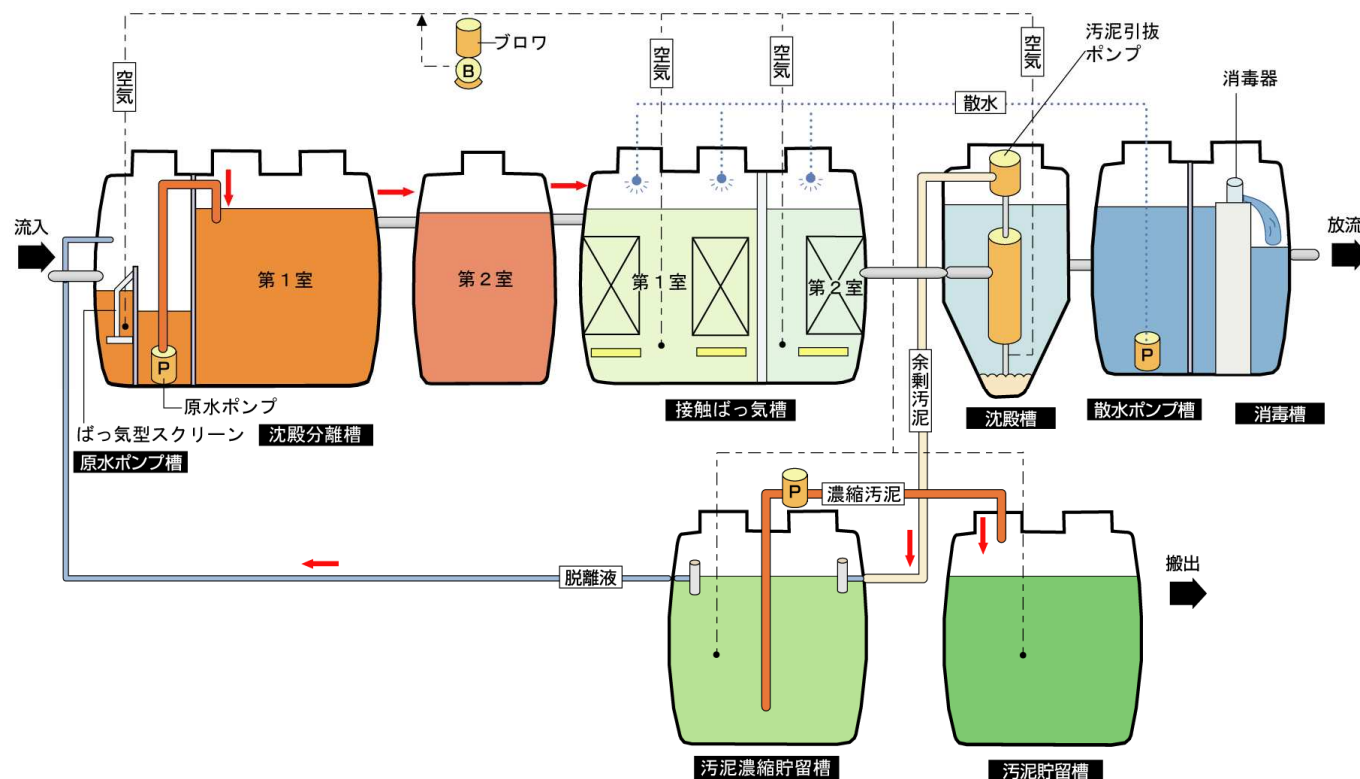 ブロワ
B
空気
空気
空気
空気
汚泥引抜
ポンプ
消毒器
散水
流入
放流
第１室
第２室
第１室
第２室
P
P
原水ポンプ
ばっ気型スクリーン
沈殿分離槽
原水ポンプ槽
接触ばっ気槽
余剰汚泥
沈殿槽
散水ポンプ槽
消毒槽
P
濃縮汚泥
脱離液
搬出
汚泥濃縮貯留槽
汚泥貯留槽